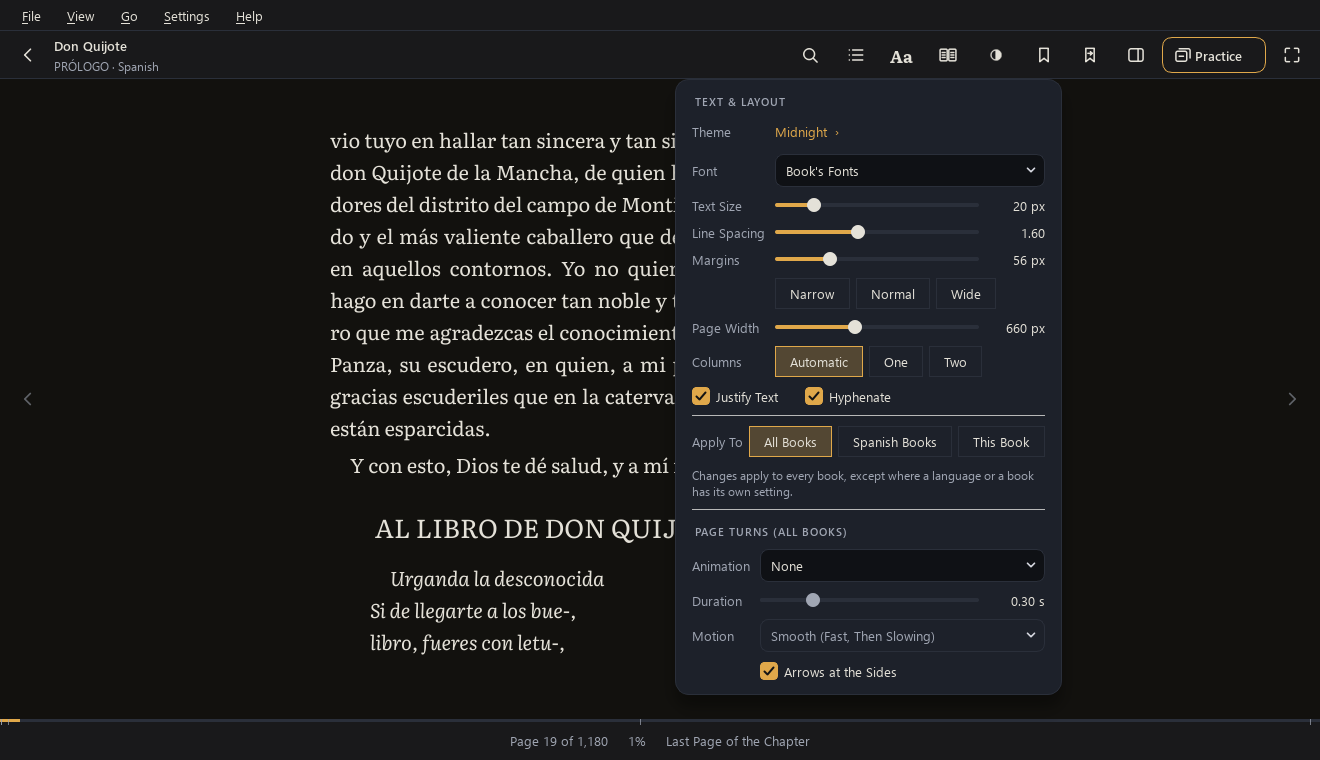 File View Go Settings Help
Don Quijote
PRÓLOGO · Spanish
Aa
Practice
vio tuyo en hallar tan sincera y tan si
don Quijote de la Mancha, de quien
dores del distrito del campo de Monti
do y el más valiente caballero que de
en aquellos contornos. Yo no quier
hago en darte a conocer tan noble y
ro que me agradezcas el conocimient
Panza, su escudero, en quien, a mi
gracias escuderiles que en la caterva
están esparcidas.
Y con esto, Dios te dé salud, y a mí
AL LIBRO DE DON QUIJ
Urganda la desconocida
Si de llegarte a los bue-,
libro, fueres con letu-,
TEXT & LAYOUT
Theme Midnight ›
Font Book's Fonts
Text Size 20 px
Line Spacing 1.60
Margins 56 px
Narrow Normal Wide
Page Width 660 px
Columns Automatic One Two
Justify Text Hyphenate
Apply To All Books Spanish Books This Book
Changes apply to every book, except where a language or a book
has its own setting.
PAGE TURNS (ALL BOOKS)
Animation None
Duration 0.30 s
Motion Smooth (Fast, Then Slowing)
Arrows at the Sides
Page 19 of 1,180 1% Last Page of the Chapter